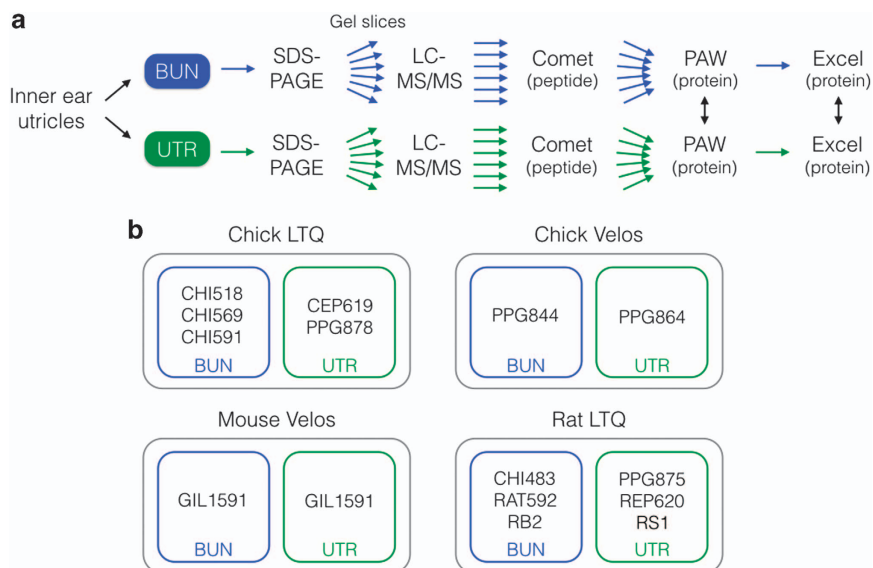 a
Gel slices
Inner ear
utricles
BUN
SDS-
PAGE
LC-
MS/MS
Comet
(peptide)
PAW
(protein)
Excel
(protein)
UTR
SDS-
PAGE
LC-
MS/MS
Comet
(peptide)
PAW
(protein)
Excel
(protein)
b
Chick LTQ
CHI518
CHI569
CHI591
BUN
CEP619
PPG878
UTR
Chick Velos
PPG844
BUN
PPG864
UTR
Mouse Velos
GIL1591
BUN
GIL1591
UTR
Rat LTQ
CHI483
RAT592
RB2
BUN
PPG875
REP620
RS1
UTR